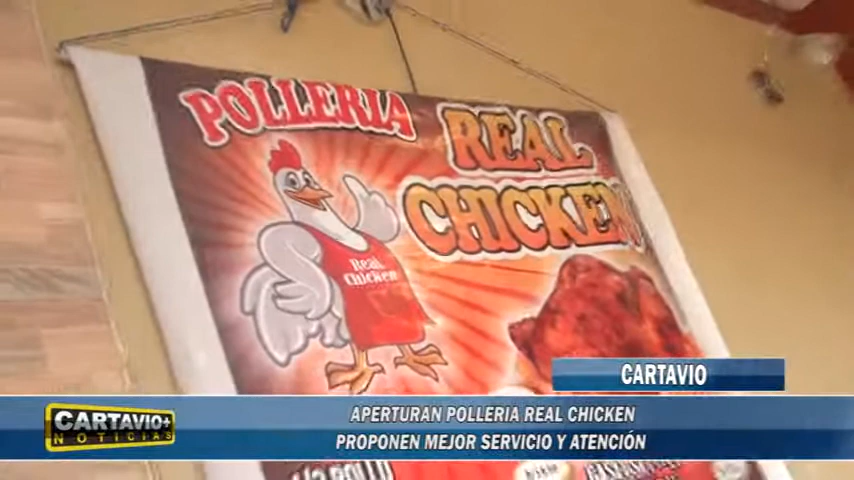 POLLERIA
REAL
CHICKEN
Real
Chicken
CARTAVIO
APERTURAN POLLERIA REAL CHICKEN
PROPONEN MEJOR SERVICIO Y ATENCIÓN
CARTAVIO+
NOTICIAS